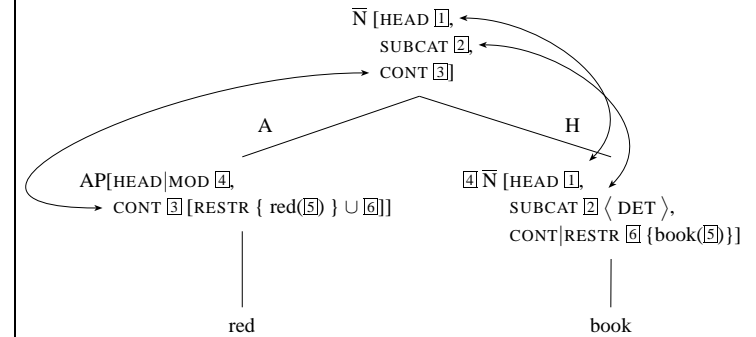 N̅ [HEAD 1,
SUBCAT 2,
CONT 3]
A H
AP[HEAD|MOD 4, 4 N̅ [HEAD 1,
CONT 3 [RESTR { red(5) } ∪ 6]] SUBCAT 2 ⟨ DET ⟩,
CONT|RESTR 6 {book(5)}]
red book